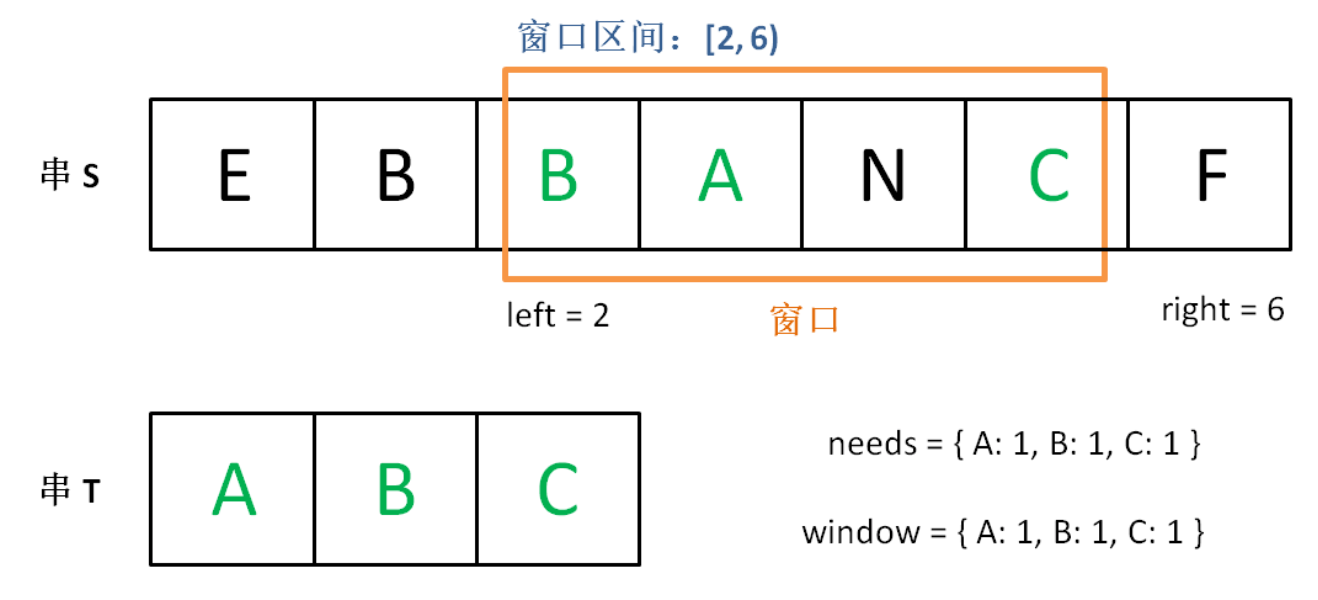 窗口区间：[2, 6)
串 S E B B A N C F
left = 2 窗口 right = 6
串 T A B C
needs = { A: 1, B: 1, C: 1 }
window = { A: 1, B: 1, C: 1 }